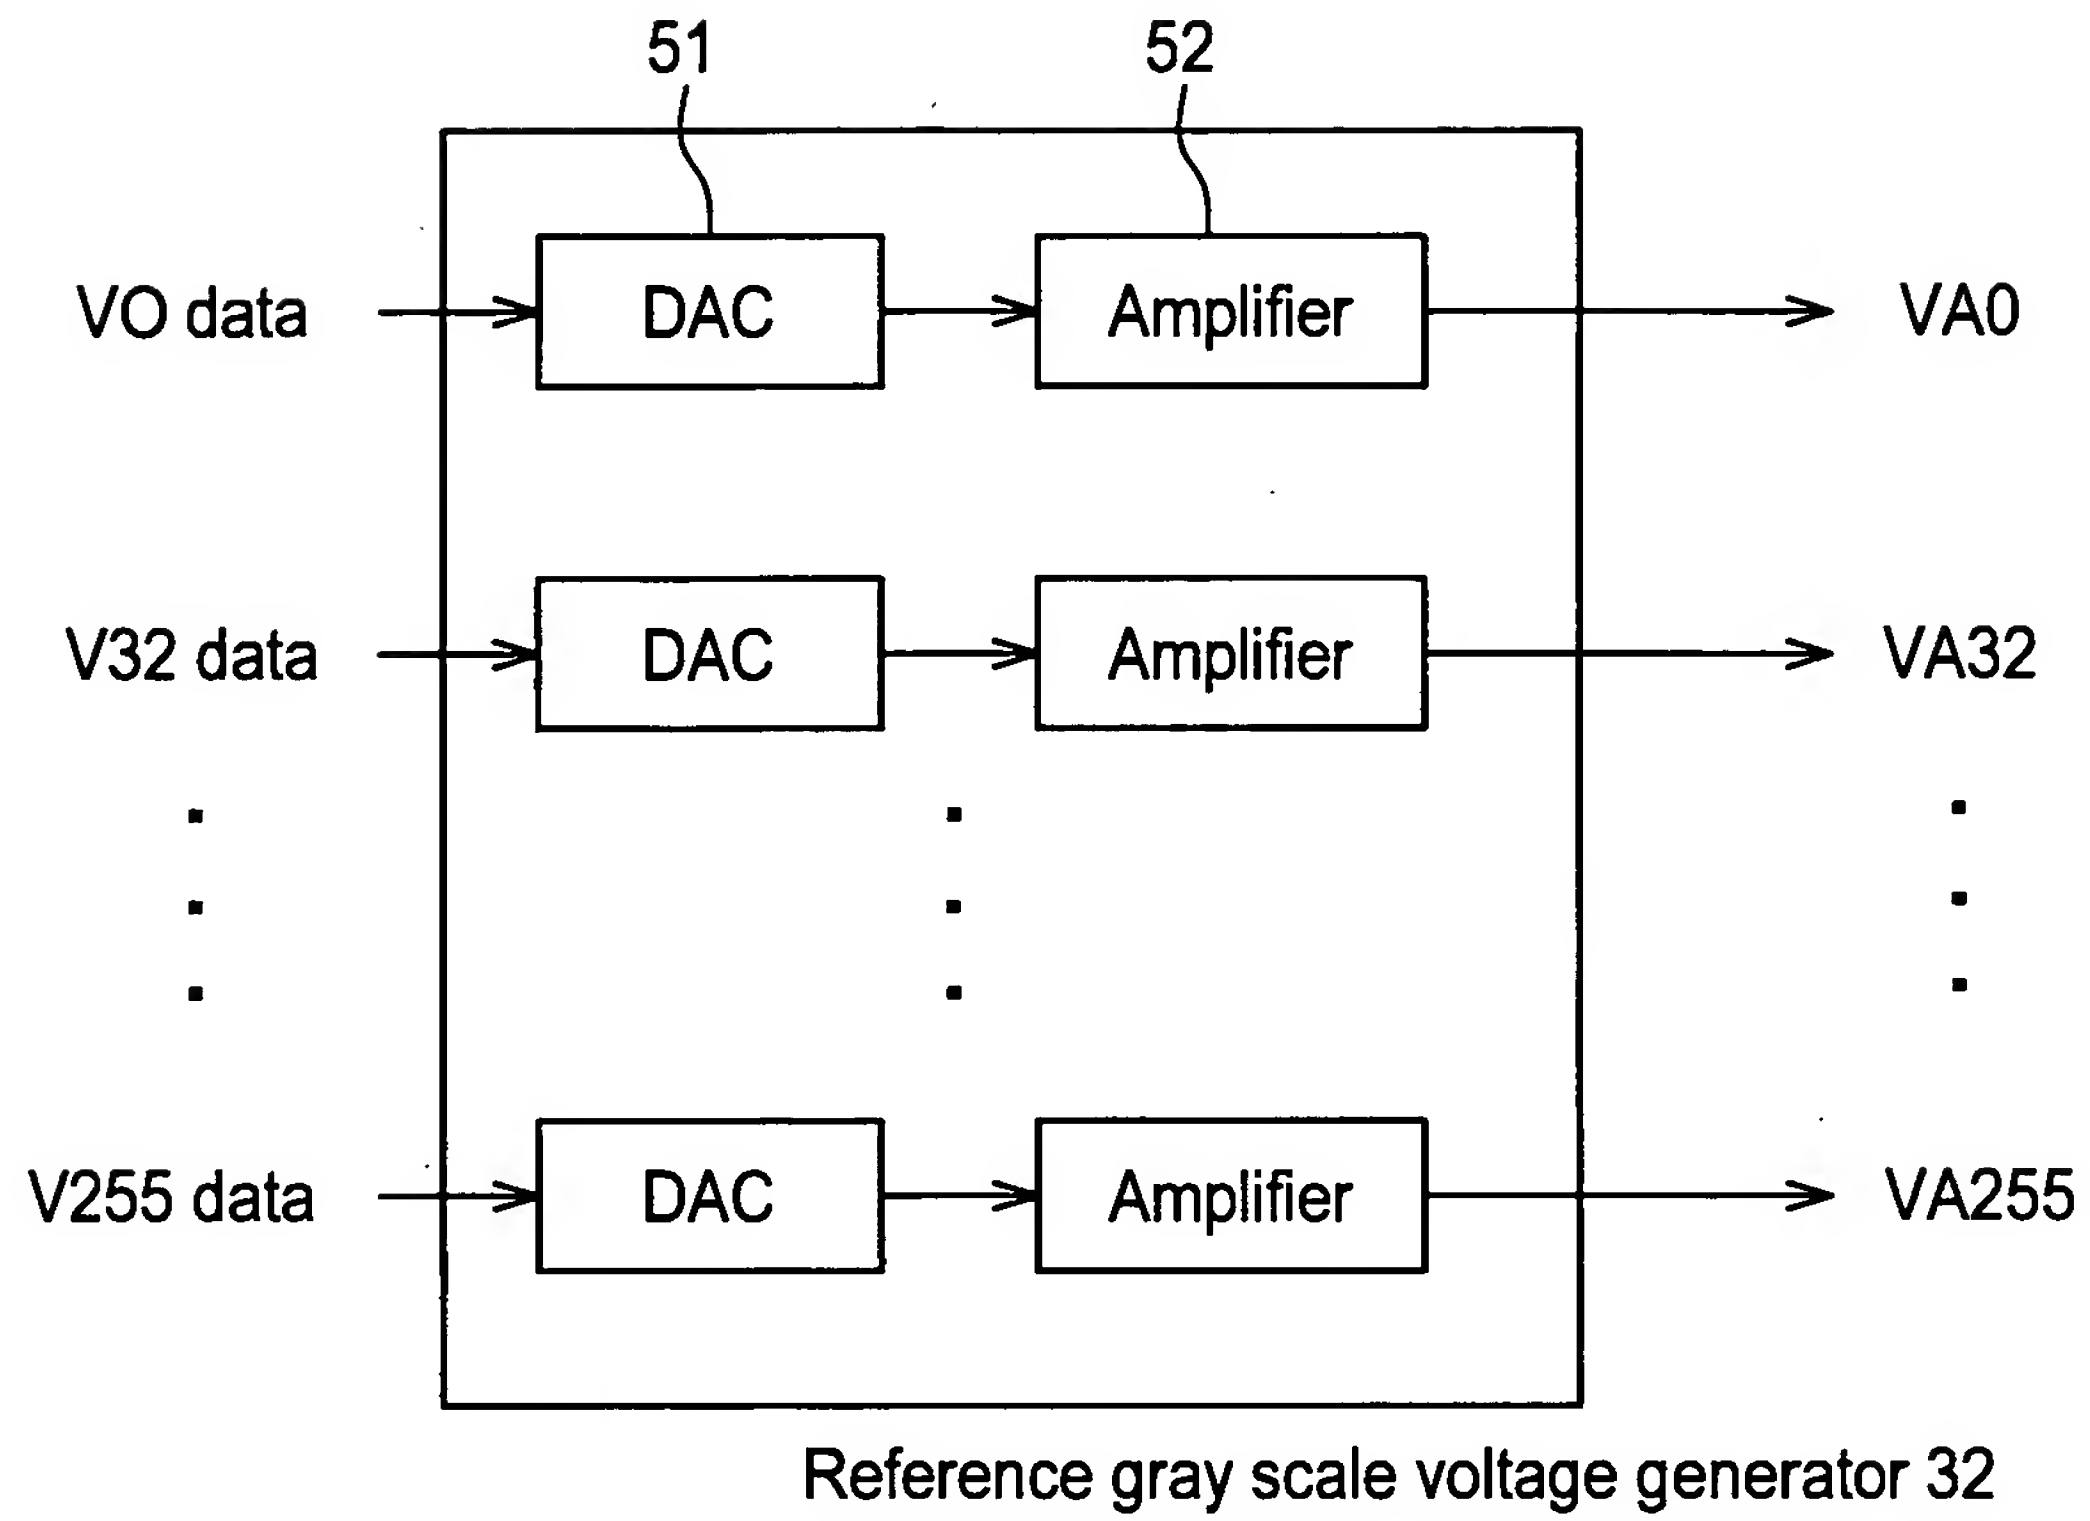 51 52
VO data DAC Amplifier VA0
V32 data DAC Amplifier VA32
V255 data DAC Amplifier VA255
Reference gray scale voltage generator 32